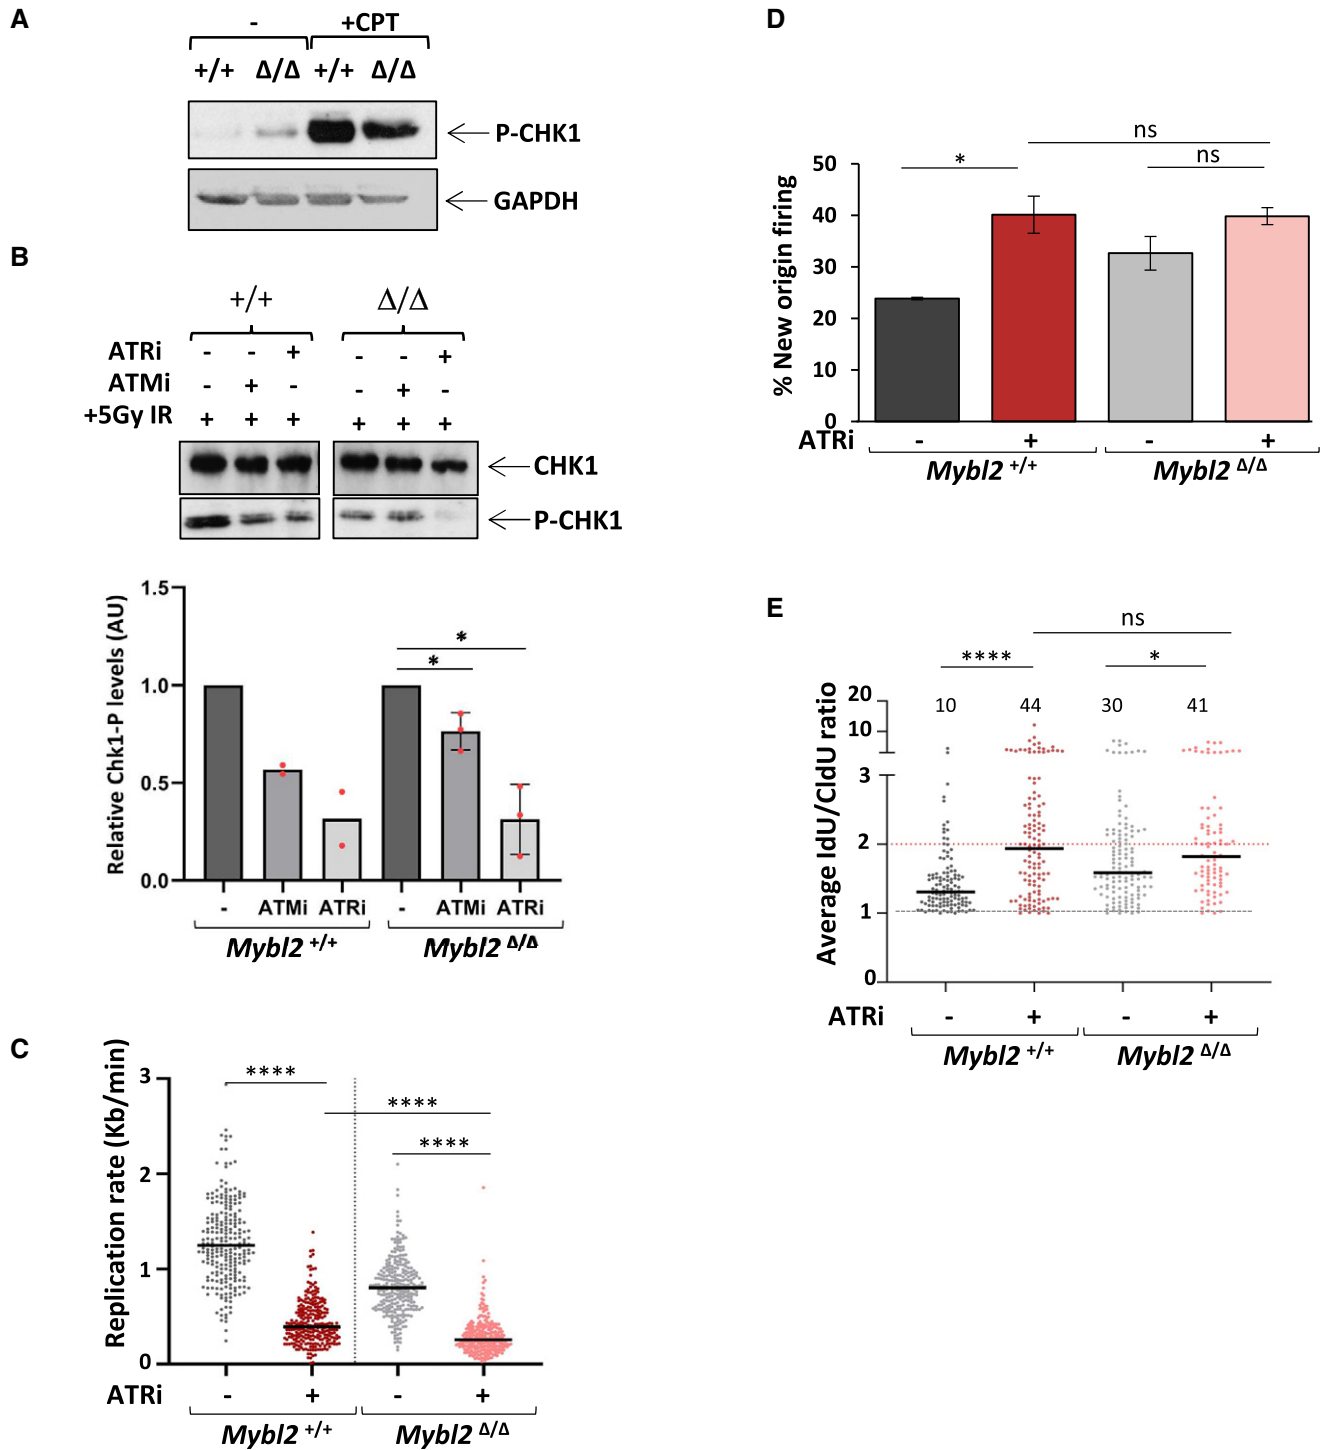 A
- +CPT
+/+ Δ/Δ +/+ Δ/Δ
P-CHK1
GAPDH
B
+/+ Δ/Δ
ATRi - - + - - +
ATMi - + - - + -
+5Gy IR + + + + + +
CHK1
P-CHK1
Relative Chk1-P levels (AU)
1.5
1.0
0.5
0.0
*
*
- ATMi ATRi - ATMi ATRi
Mybl2 +/+ Mybl2 Δ/Δ
C
Replication rate (Kb/min)
3
2
1
0
****
****
****
ATRi - + - +
Mybl2 +/+ Mybl2 Δ/Δ
D
% New origin firing
50
40
30
20
10
0
ns
* ns
ATRi - + - +
Mybl2 +/+ Mybl2 Δ/Δ
E
Average IdU/CldU ratio
ns
**** *
20
10
3
2
1
0
10 44 30 41
ATRi - + - +
Mybl2 +/+ Mybl2 Δ/Δ